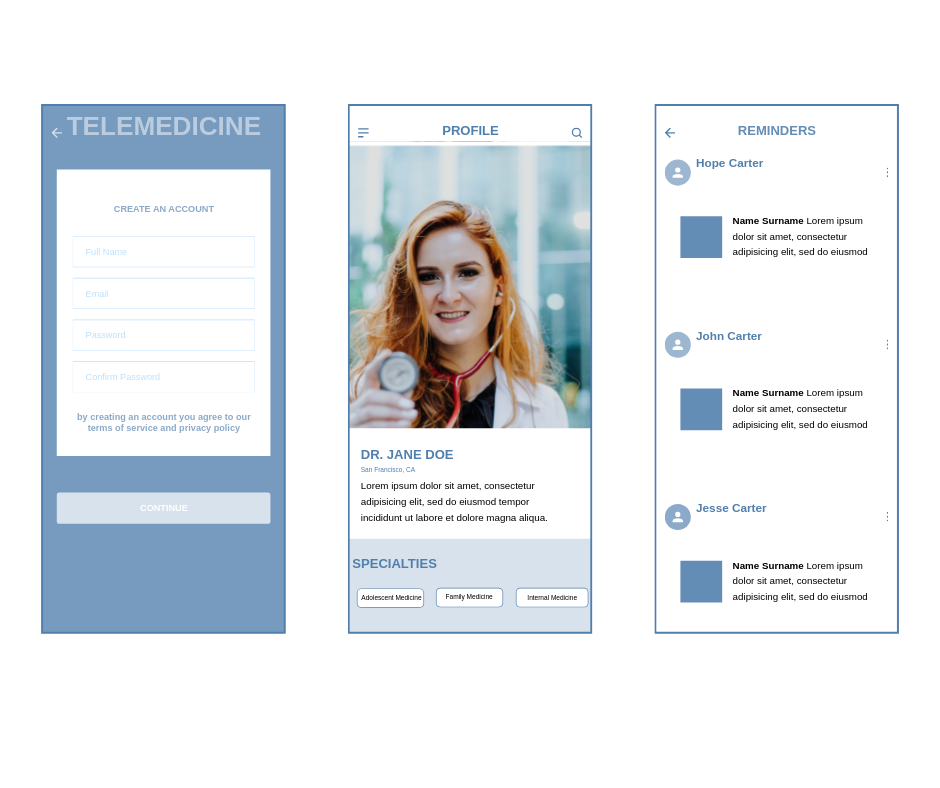 TELEMEDICINE
CREATE AN ACCOUNT
Full Name
Email
Password
Confirm Password
by creating an account you agree to our
terms of service and privacy policy
CONTINUE
PROFILE
DR. JANE DOE
San Francisco, CA
Lorem ipsum dolor sit amet, consectetur
adipisicing elit, sed do eiusmod tempor
incididunt ut labore et dolore magna aliqua.
SPECIALTIES
Adolescent Medicine
Family Medicine
Internal Medicine
REMINDERS
Hope Carter
Name Surname Lorem ipsum
dolor sit amet, consectetur
adipisicing elit, sed do eiusmod
John Carter
Name Surname Lorem ipsum
dolor sit amet, consectetur
adipisicing elit, sed do eiusmod
Jesse Carter
Name Surname Lorem ipsum
dolor sit amet, consectetur
adipisicing elit, sed do eiusmod